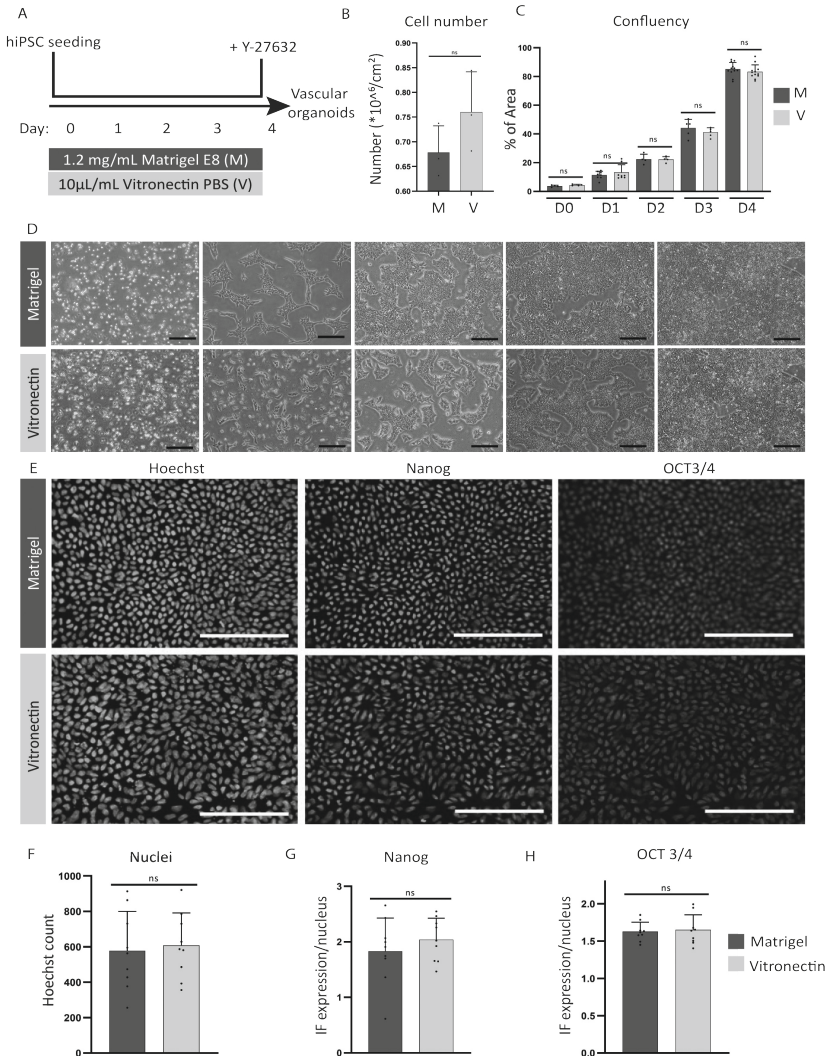 A
hiPSC seeding
+ Y-27632
Vascular
organoids
Day: 0 1 2 3 4
1.2 mg/mL Matrigel E8 (M)
10µL/mL Vitronectin PBS (V)
B
Cell number
Number (*10^6/cm²)
0.90
0.85
0.80
0.75
0.70
0.65
0.60
ns
M V
C
Confluency
% of Area
100
80
60
40
20
0
ns
ns
ns
ns
ns
D0 D1 D2 D3 D4
M
V
D
Matrigel
Vitronectin
E
Hoechst
Nanog
OCT3/4
Matrigel
Vitronectin
F
Nuclei
Hoechst count
1000
800
600
400
200
0
ns
G
Nanog
IF expression/nucleus
3
2
1
0
ns
H
OCT 3/4
IF expression/nucleus
2.0
1.5
1.0
0.5
0.0
ns
Matrigel
Vitronectin